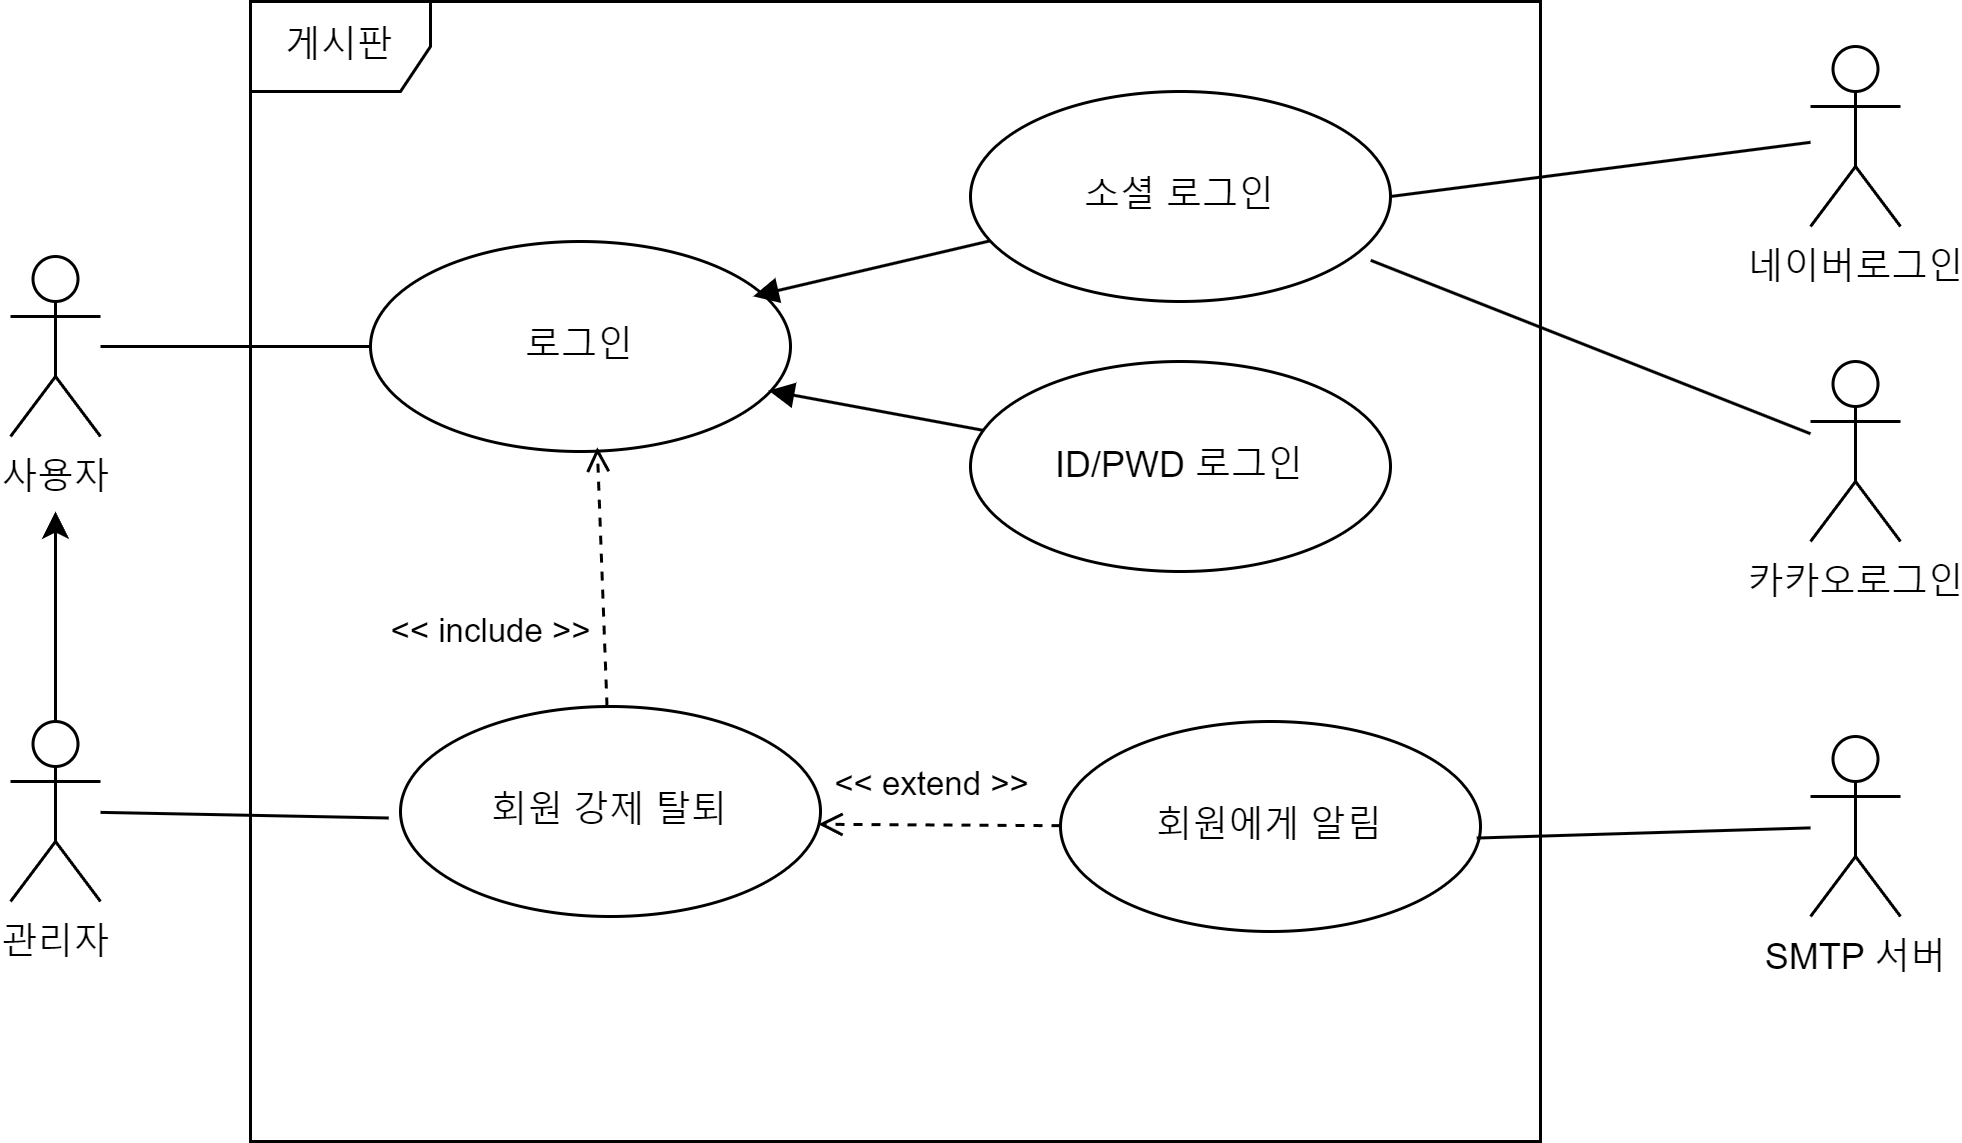 게시판
소셜 로그인
네이버로그인
로그인
사용자
ID/PWD 로그인
카카오로그인
<< include >>
회원 강제 탈퇴
<< extend >>
회원에게 알림
관리자
SMTP 서버